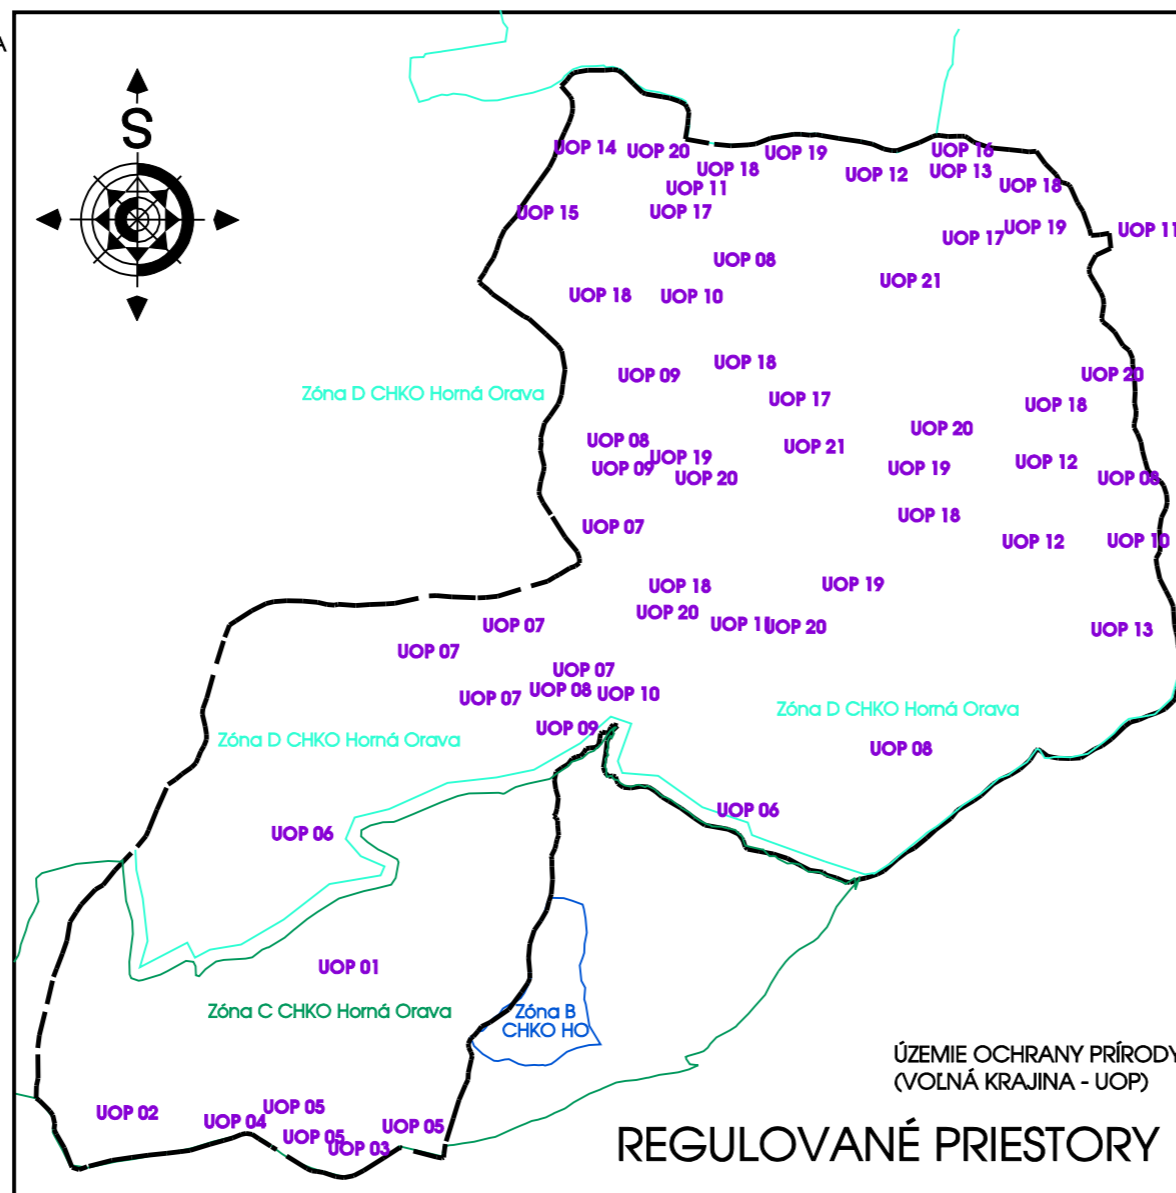 A
S
UOP 14
UOP 20
UOP 19
UOP 16
UOP 18
UOP 12
UOP 13
UOP 11
UOP 18
UOP 15
UOP 17
UOP 19
UOP 11
UOP 17
UOP 08
UOP 21
UOP 18
UOP 10
UOP 18
UOP 09
UOP 20
Zóna D CHKO Horná Orava
UOP 17
UOP 18
UOP 20
UOP 08
UOP 21
UOP 19
UOP 12
UOP 09
UOP 19
UOP 20
UOP 08
UOP 18
UOP 07
UOP 12
UOP 10
UOP 18
UOP 19
UOP 20
UOP 07
UOP 11
UOP 20
UOP 13
UOP 07
UOP 07
UOP 08
UOP 10
UOP 07
Zóna D CHKO Horná Orava
UOP 09
Zóna D CHKO Horná Orava
UOP 08
UOP 06
UOP 06
UOP 01
Zóna C CHKO Horná Orava
Zóna B
CHKO HO
ÚZEMIE OCHRANY PRÍRODY
(VOĽNÁ KRAJINA - UOP)
UOP 02
UOP 05
UOP 04
UOP 05
UOP 05
UOP 03
REGULOVANÉ PRIESTORY